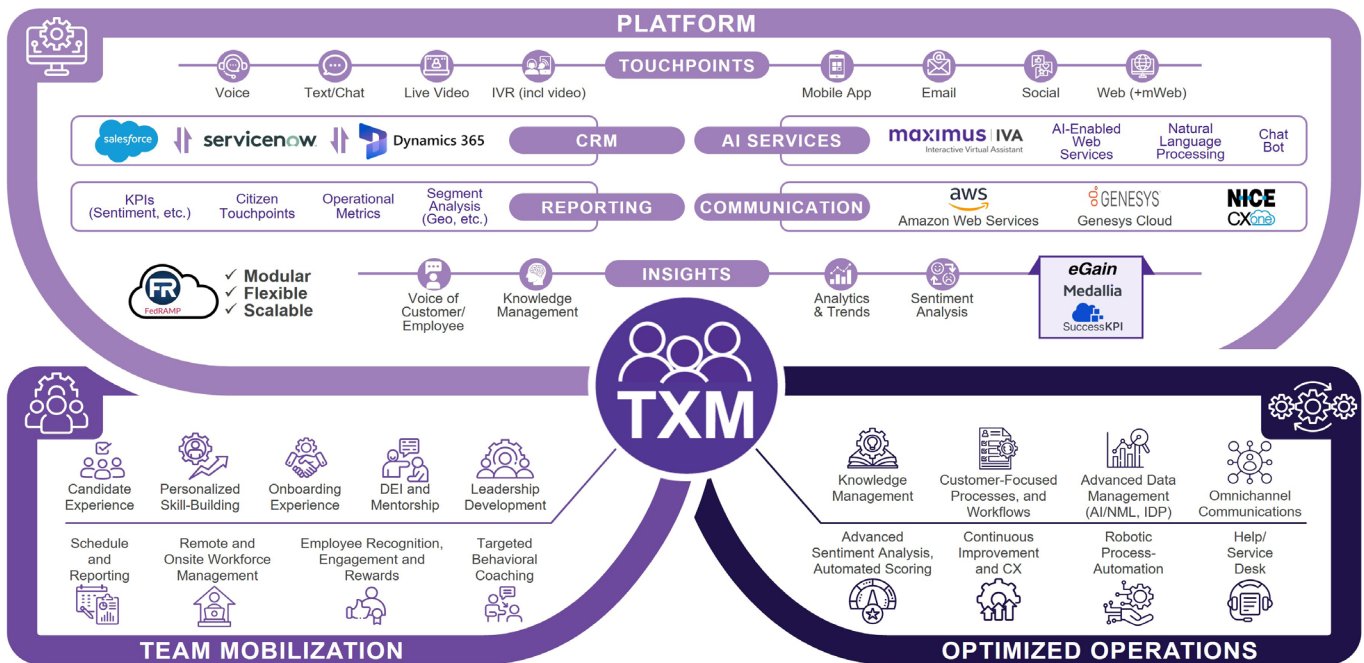 PLATFORM
TOUCHPOINTS
Voice
Text/Chat
Live Video
IVR (incl video)
Mobile App
Email
Social
Web (+mWeb)
salesforce
servicenow
Dynamics 365
CRM
AI SERVICES
maximus | IVA
Interactive Virtual Assistant
AI-Enabled
Web
Services
Natural
Language
Processing
Chat
Bot
KPIs
(Sentiment, etc.)
Citizen
Touchpoints
Operational
Metrics
Segment
Analysis
(Geo, etc.)
REPORTING
COMMUNICATION
aws
Amazon Web Services
GENESYS
Genesys Cloud
NICE
CXone
FR
FedRAMP
✓ Modular
✓ Flexible
✓ Scalable
INSIGHTS
Voice of
Customer/
Employee
Knowledge
Management
Analytics
& Trends
Sentiment
Analysis
eGain
Medallia
SuccessKPI
TXM
Candidate
Experience
Personalized
Skill-Building
Onboarding
Experience
DEI and
Mentorship
Leadership
Development
Schedule
and
Reporting
Remote and
Onsite Workforce
Management
Employee Recognition,
Engagement and
Rewards
Targeted
Behavioral
Coaching
TEAM MOBILIZATION
Knowledge
Management
Customer-Focused
Processes, and
Workflows
Advanced Data
Management
(AI/NML, IDP)
Omnichannel
Communications
Advanced
Sentiment Analysis,
Automated Scoring
Continuous
Improvement
and CX
Robotic
Process-
Automation
Help/
Service
Desk
OPTIMIZED OPERATIONS